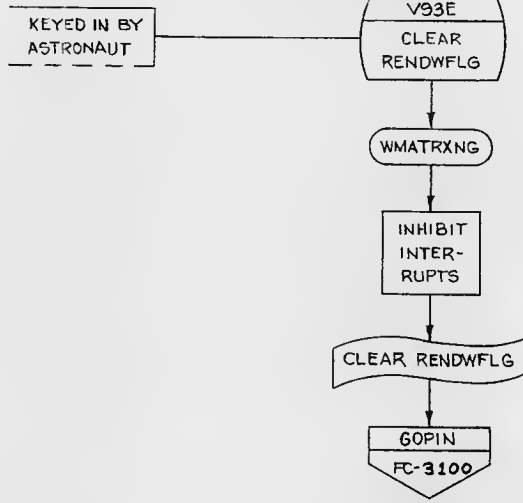 KEYED IN BY
ASTRONAUT
V93E
CLEAR
RENDWFLG
WMATRXNG
INHIBIT
INTER-
RUPTS
CLEAR RENDWFLG
GOPIN
FC-3100